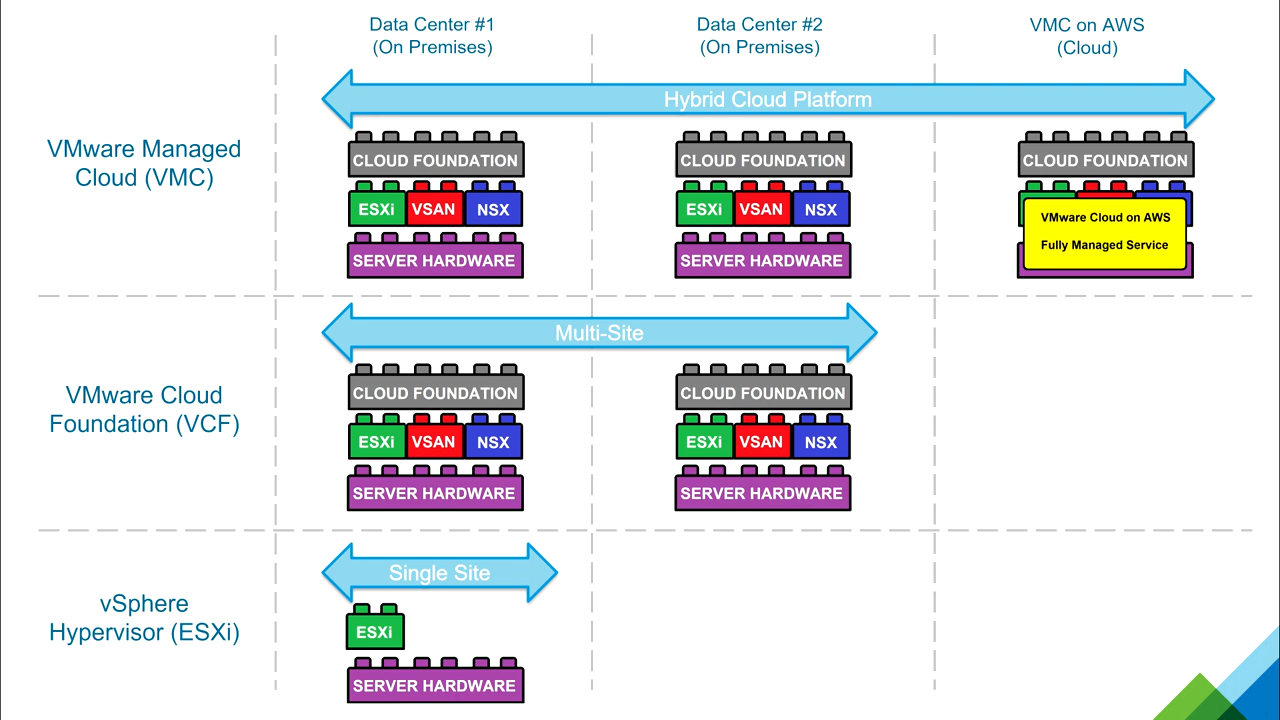 Data Center #1
(On Premises)
Data Center #2
(On Premises)
VMC on AWS
(Cloud)
Hybrid Cloud Platform
VMware Managed
Cloud (VMC)
CLOUD FOUNDATION
ESXi VSAN NSX
SERVER HARDWARE
CLOUD FOUNDATION
ESXi VSAN NSX
SERVER HARDWARE
CLOUD FOUNDATION
VMware Cloud on AWS
Fully Managed Service
Multi-Site
VMware Cloud
Foundation (VCF)
CLOUD FOUNDATION
ESXi VSAN NSX
SERVER HARDWARE
CLOUD FOUNDATION
ESXi VSAN NSX
SERVER HARDWARE
Single Site
vSphere
Hypervisor (ESXi)
ESXi
SERVER HARDWARE